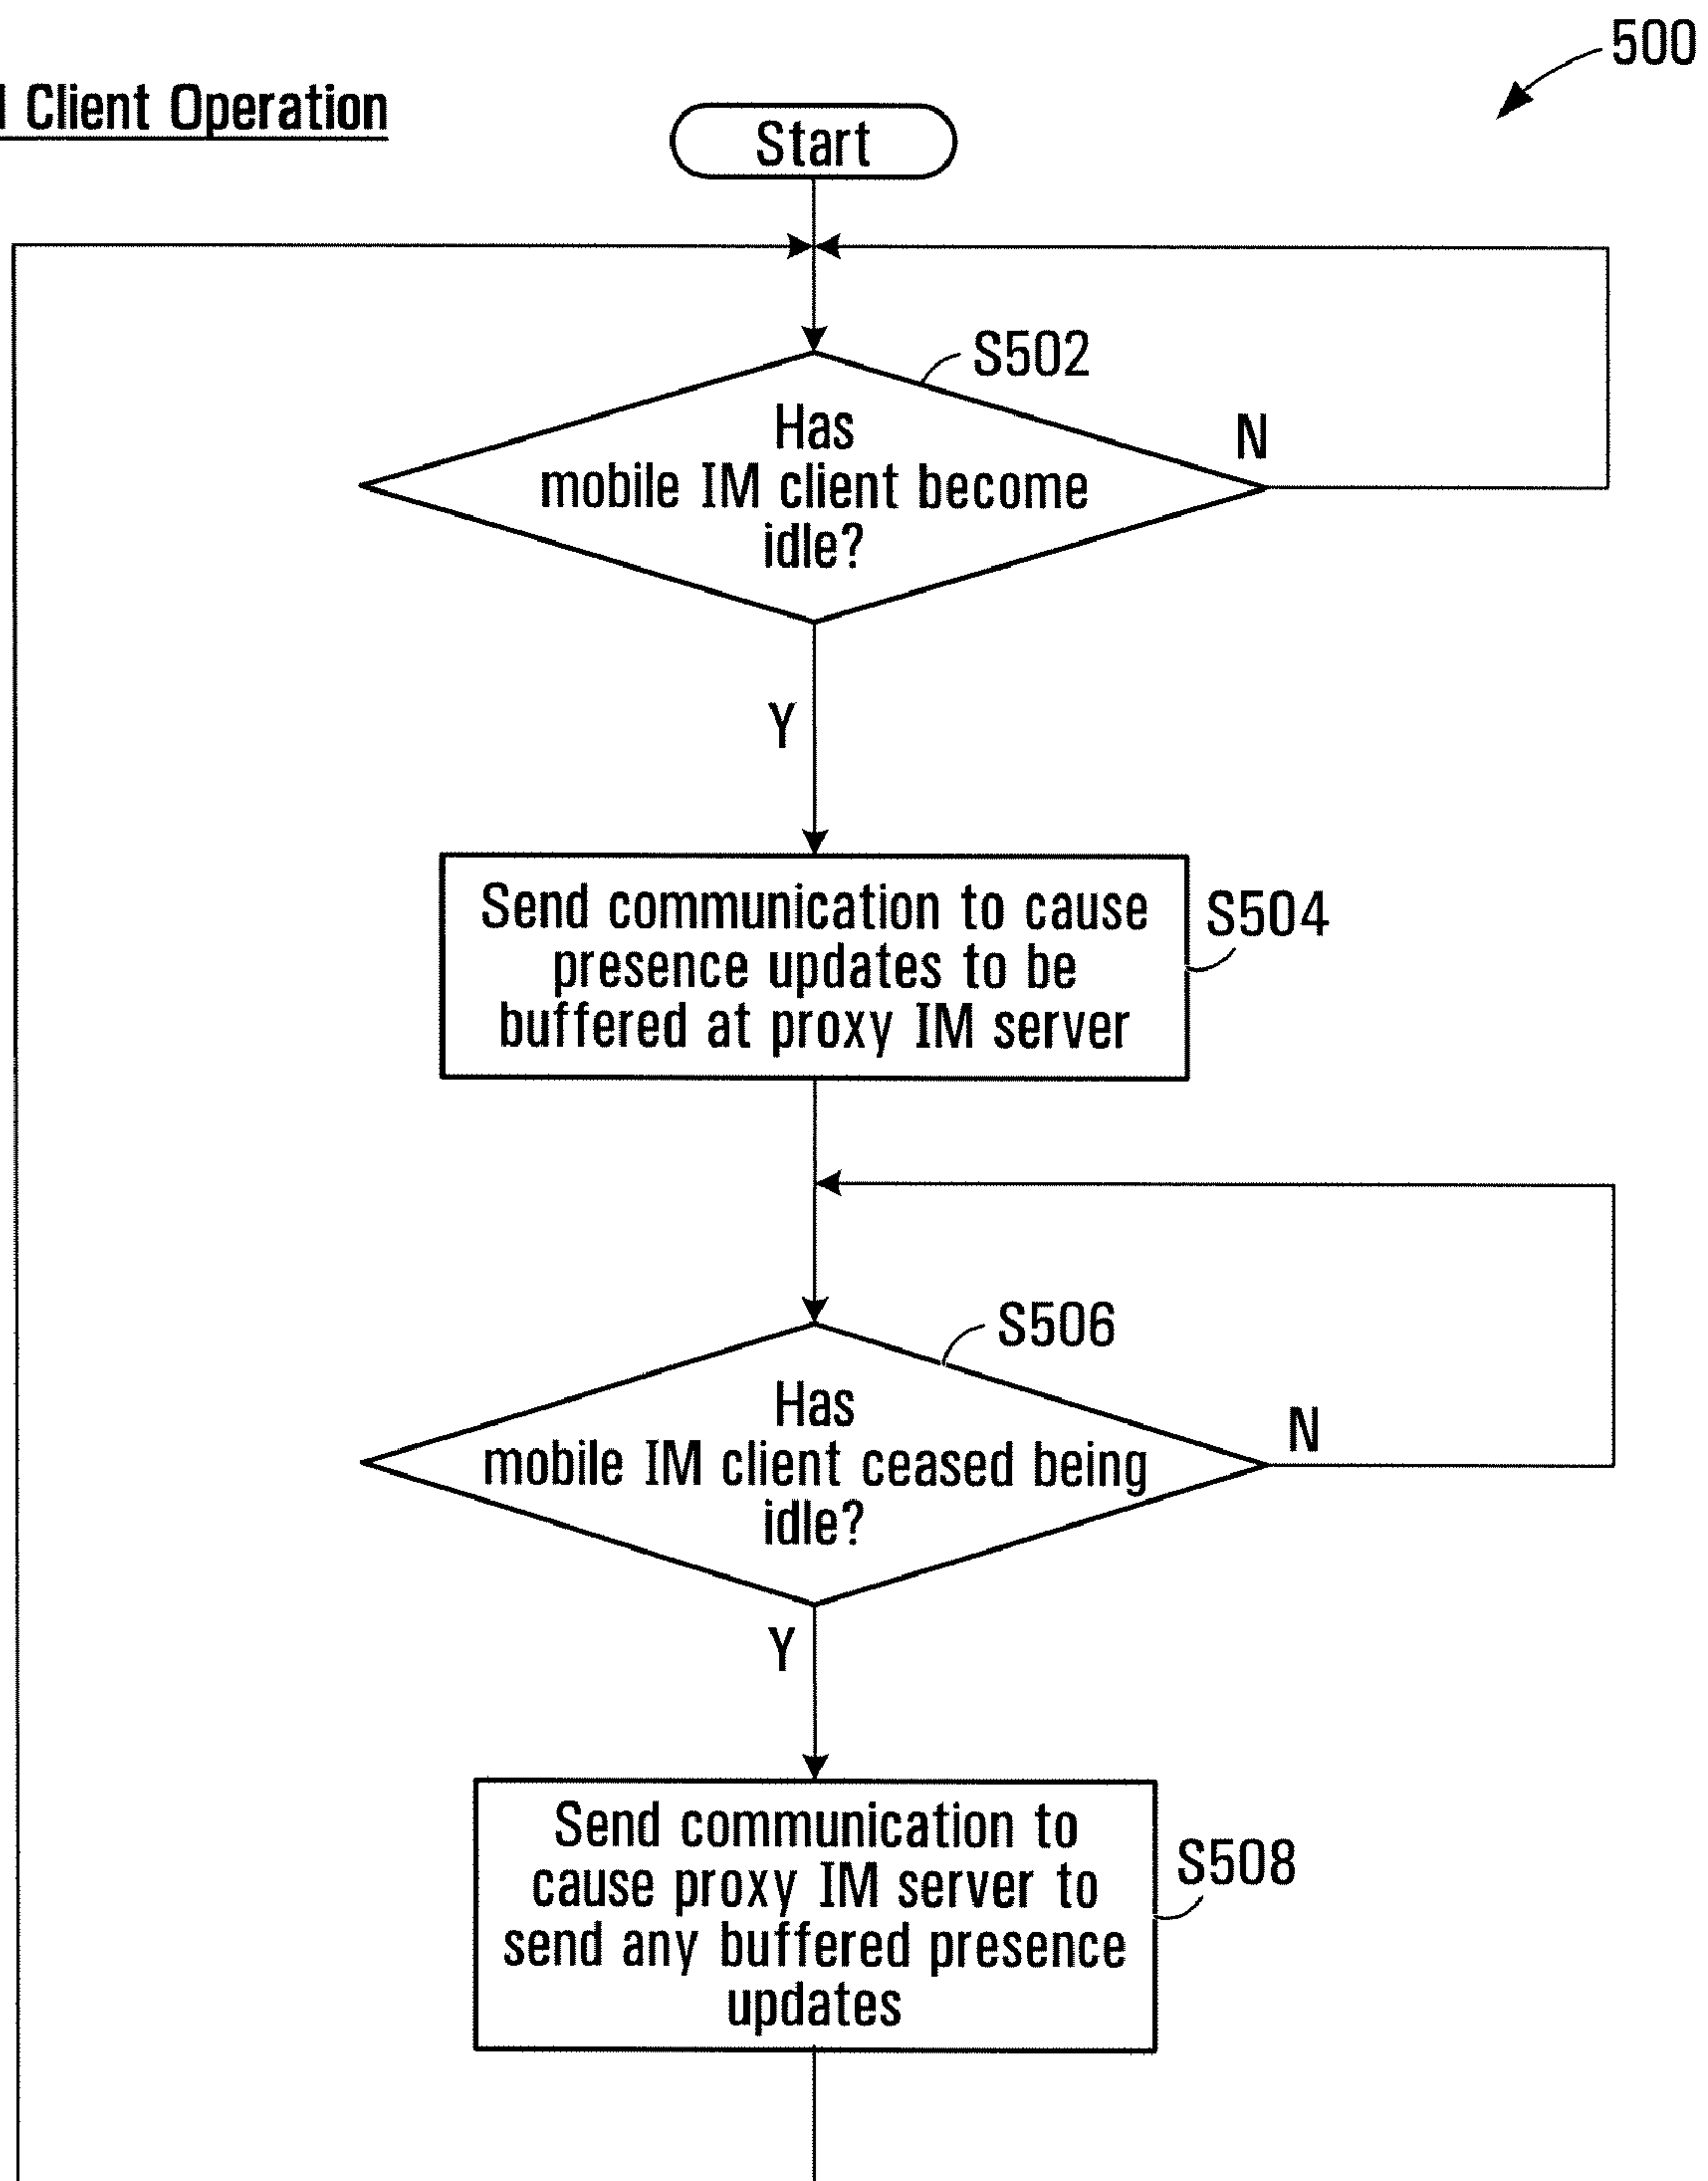 500
Client Operation
Start
S502
Has
mobile IM client become
idle?
N
Y
Send communication to cause
presence updates to be
buffered at proxy IM server
S504
S506
Has
mobile IM client ceased being
idle?
N
Y
Send communication to
cause proxy IM server to
send any buffered presence
updates
S508